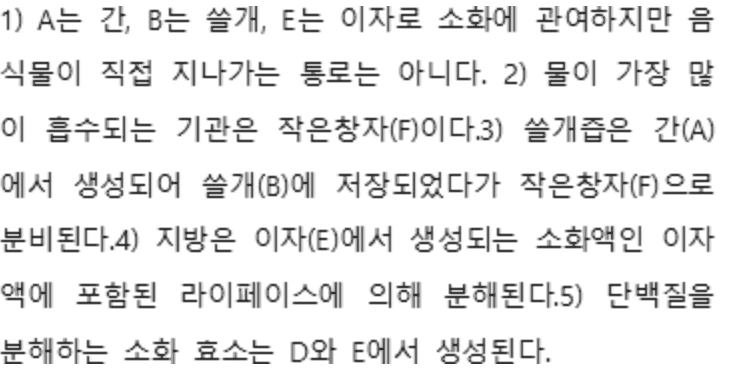 1) A는 간, B는 쓸개, E는 이자로 소화에 관여하지만 음
식물이 직접 지나가는 통로는 아니다. 2) 물이 가장 많
이 흡수되는 기관은 작은창자(F)이다.3) 쓸개즙은 간(A)
에서 생성되어 쓸개(B)에 저장되었다가 작은창자(F)으로
분비된다.4) 지방은 이자(E)에서 생성되는 소화액인 이자
액에 포함된 라이페이스에 의해 분해된다.5) 단백질을
분해하는 소화 효소는 D와 E에서 생성된다.